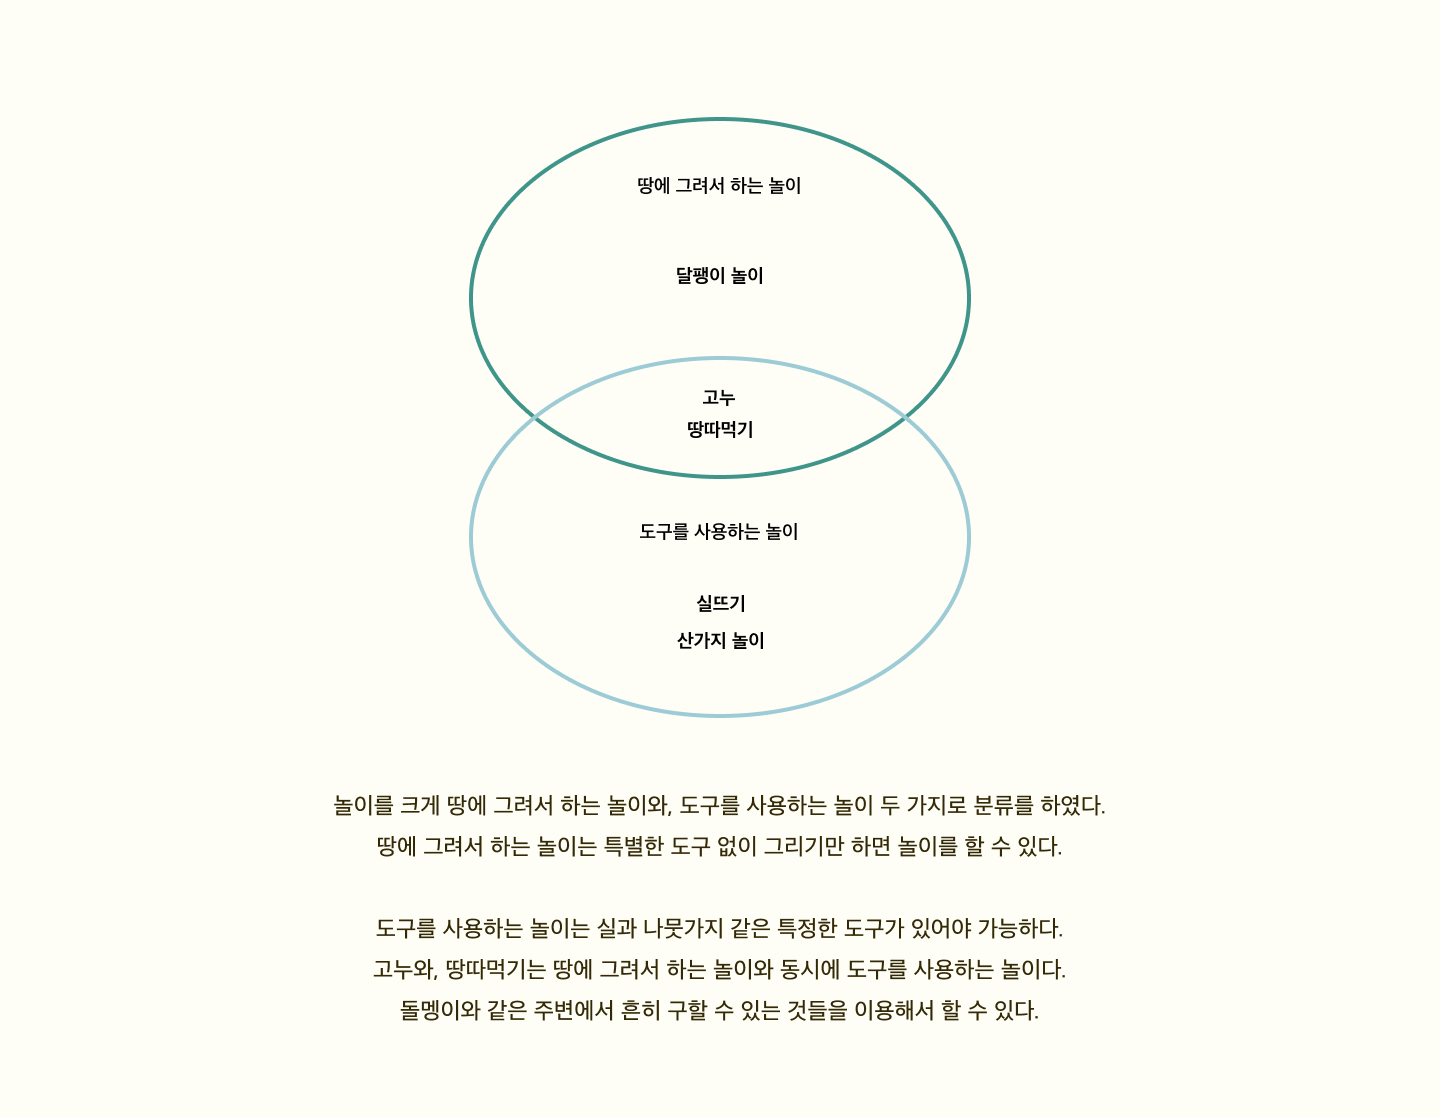 땅에 그려서 하는 놀이
달팽이 놀이
고누
땅따먹기
도구를 사용하는 놀이
실뜨기
산가지 놀이
놀이를 크게 땅에 그려서 하는 놀이와, 도구를 사용하는 놀이 두 가지로 분류를 하였다.
땅에 그려서 하는 놀이는 특별한 도구 없이 그리기만 하면 놀이를 할 수 있다.
도구를 사용하는 놀이는 실과 나뭇가지 같은 특정한 도구가 있어야 가능하다.
고누와, 땅따먹기는 땅에 그려서 하는 놀이와 동시에 도구를 사용하는 놀이다.
돌멩이와 같은 주변에서 흔히 구할 수 있는 것들을 이용해서 할 수 있다.